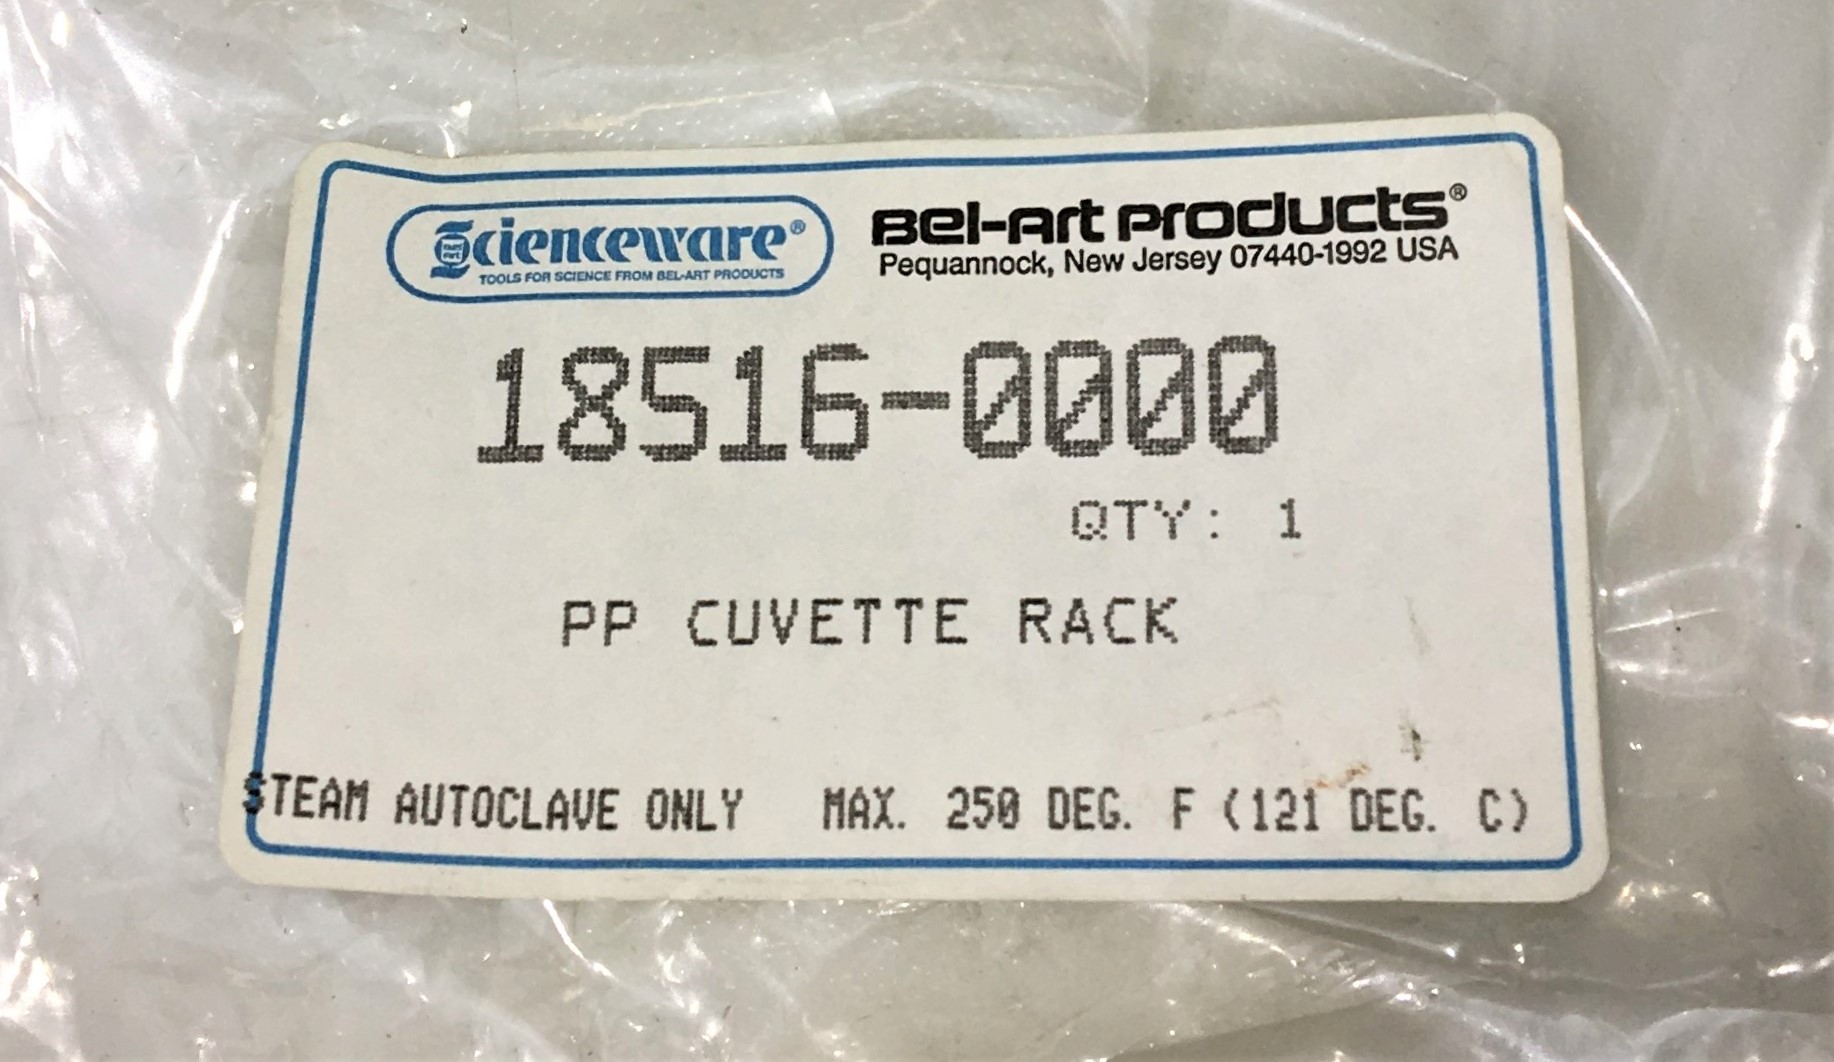 Scienceware®
TOOLS FOR SCIENCE FROM BEL-ART PRODUCTS
Bel-Art Products®
Pequannock, New Jersey 07440-1992 USA
18516-0000
QTY: 1
PP CUVETTE RACK
STEAM AUTOCLAVE ONLY MAX. 250 DEG. F (121 DEG. C)